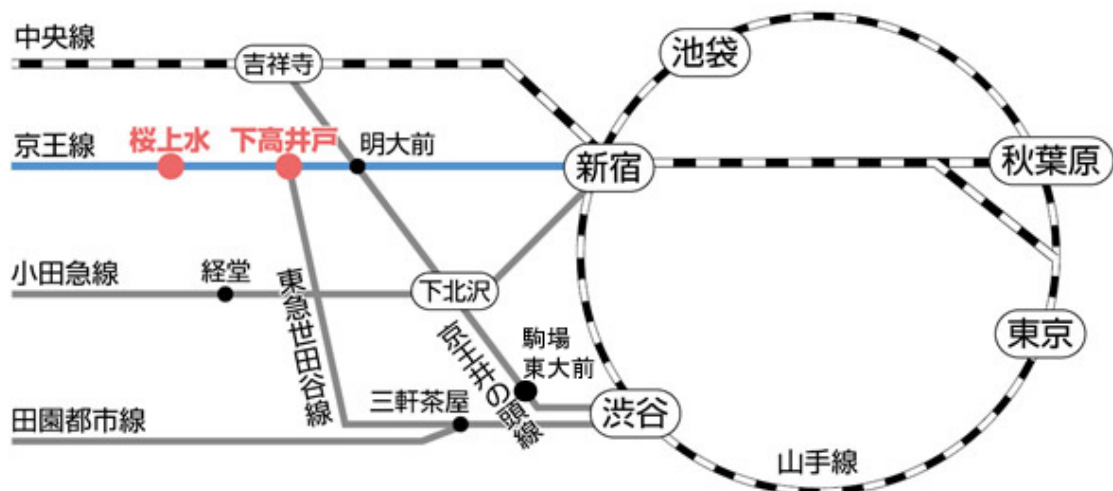 中央線
吉祥寺
池袋
京王線
桜上水
下高井戸
明大前
新宿
秋葉原
小田急線
経堂
東急世田谷線
下北沢
京王井の頭線
駒場
東大前
東京
田園都市線
三軒茶屋
渋谷
山手線